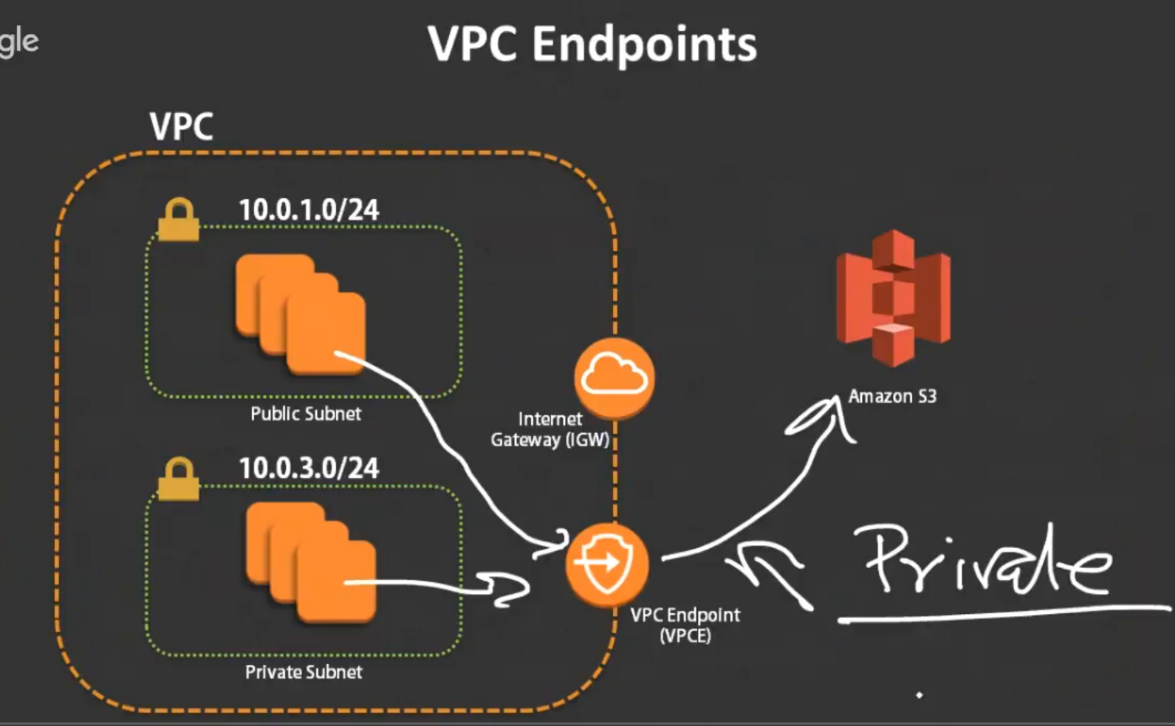 gle
VPC Endpoints
VPC
10.0.1.0/24
Public Subnet
Internet
Gateway (IGW)
Amazon S3
10.0.3.0/24
Private Subnet
VPC Endpoint
(VPCE)
Private